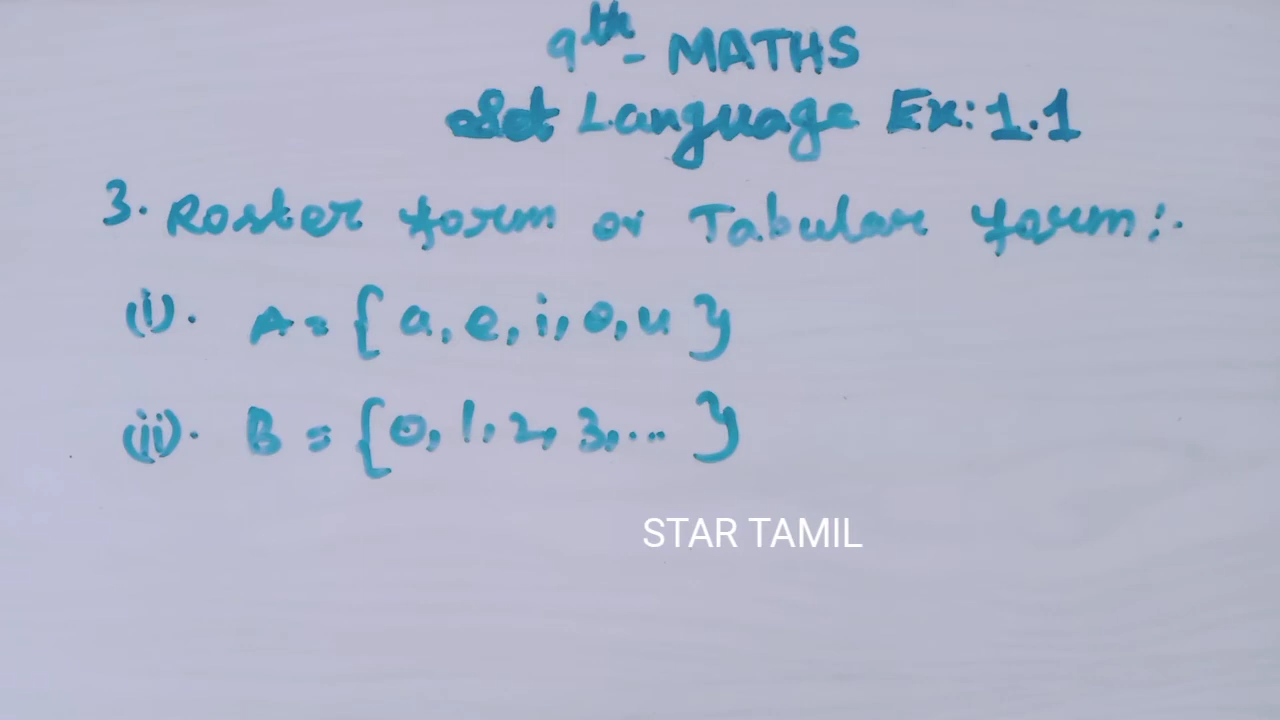 9th - MATHS
Set Language Ex: 1.1
3. Roster form or Tabular form:-
(i). A = { a, e, i, o, u }
(ii). B = { 0, 1, 2, 3, ... }
STAR TAMIL